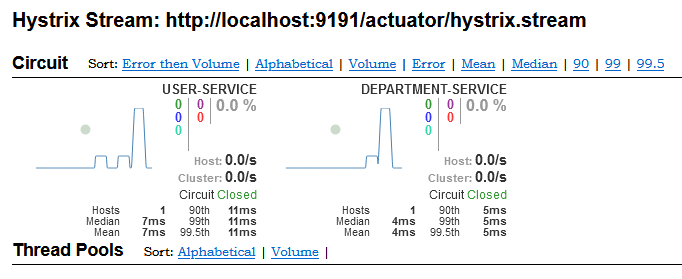 Hystrix Stream: http://localhost:9191/actuator/hystrix.stream
Circuit Sort: Error then Volume | Alphabetical | Volume | Error | Mean | Median | 90 | 99 | 99.5
USER-SERVICE
0 0 0.0 %
0 0
0
Host: 0.0/s
Cluster: 0.0/s
Circuit Closed
Hosts 1 90th 11ms
Median 7ms 99th 11ms
Mean 7ms 99.5th 11ms
DEPARTMENT-SERVICE
0 0 0.0 %
0 0
0
Host: 0.0/s
Cluster: 0.0/s
Circuit Closed
Hosts 1 90th 5ms
Median 4ms 99th 5ms
Mean 4ms 99.5th 5ms
Thread Pools Sort: Alphabetical | Volume |